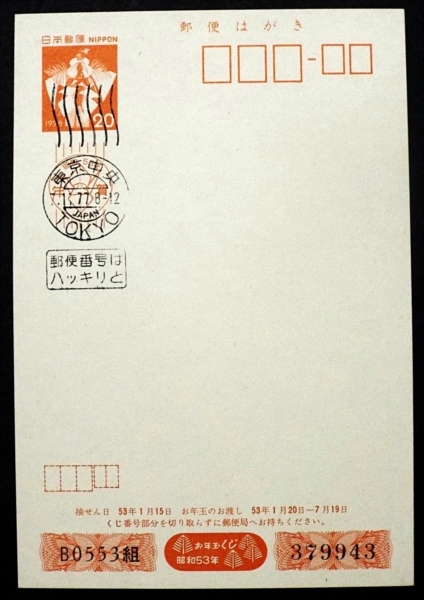 日本郵便 NIPPON
郵便はがき
1978
20
東京中央
77. 8-12
JAPAN
TOKYO
郵便番号は
ハッキリと
抽せん日 53年1月15日 お年玉のお渡し 53年1月20日—7月19日
くじ番号部分を切り取らずに郵便局へお持ちください。
B0553組
お年玉くじ
昭和53年
379943